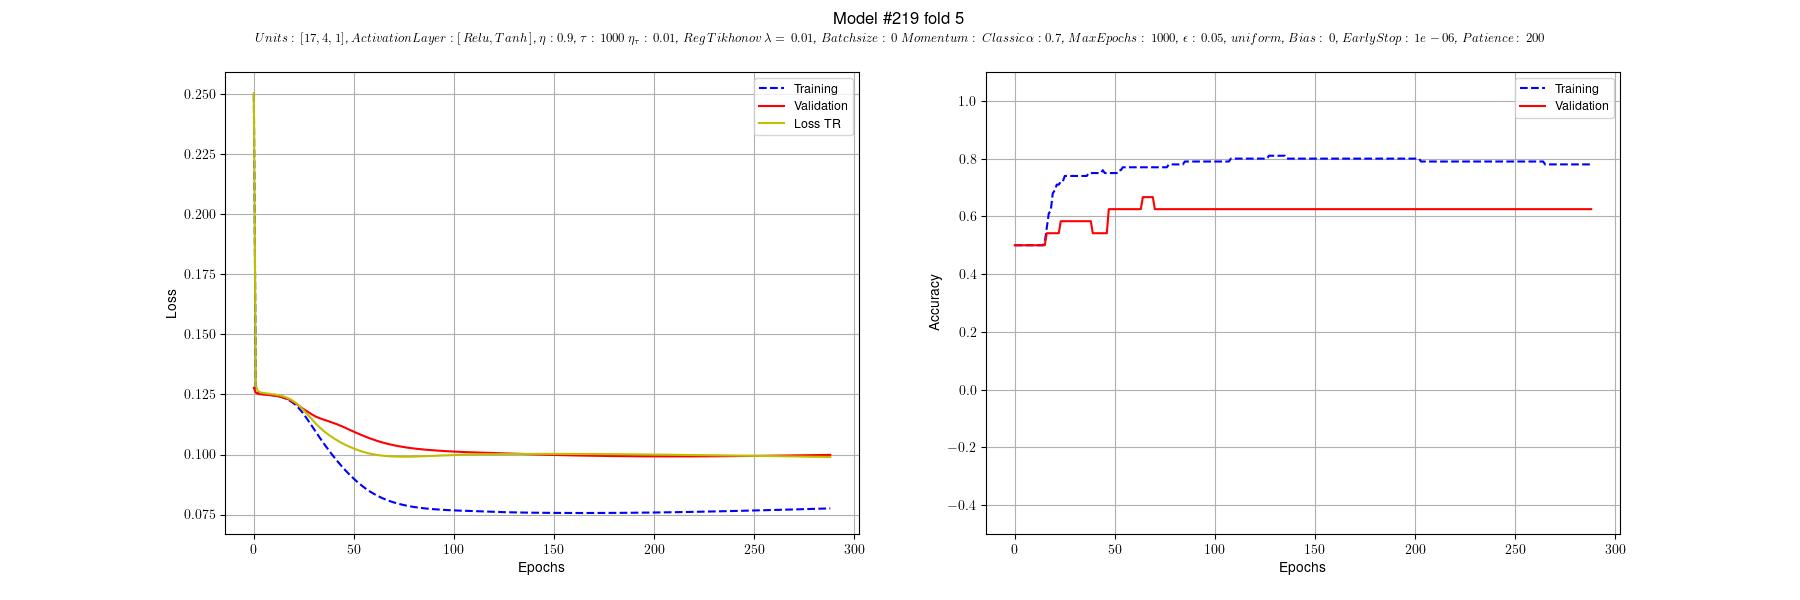 Model #219 fold 5
Units : [17, 4, 1], ActivationLayer : [ Relu, Tanh ], η : 0.9, τ : 1000 ητ : 0.01, RegTikhonov λ = 0.01, Batchsize : 0 Momentum : Classic α : 0.7, MaxEpochs : 1000, ϵ : 0.05, uniform, Bias : 0, EarlyStop : 1e − 06, Patience : 200
Training
Validation
Loss TR
0.250
0.225
0.200
0.175
0.150
0.125
0.100
0.075
Loss
0 50 100 150 200 250 300
Epochs
Training
Validation
1.0
0.8
0.6
0.4
0.2
0.0
−0.2
−0.4
Accuracy
0 50 100 150 200 250 300
Epochs